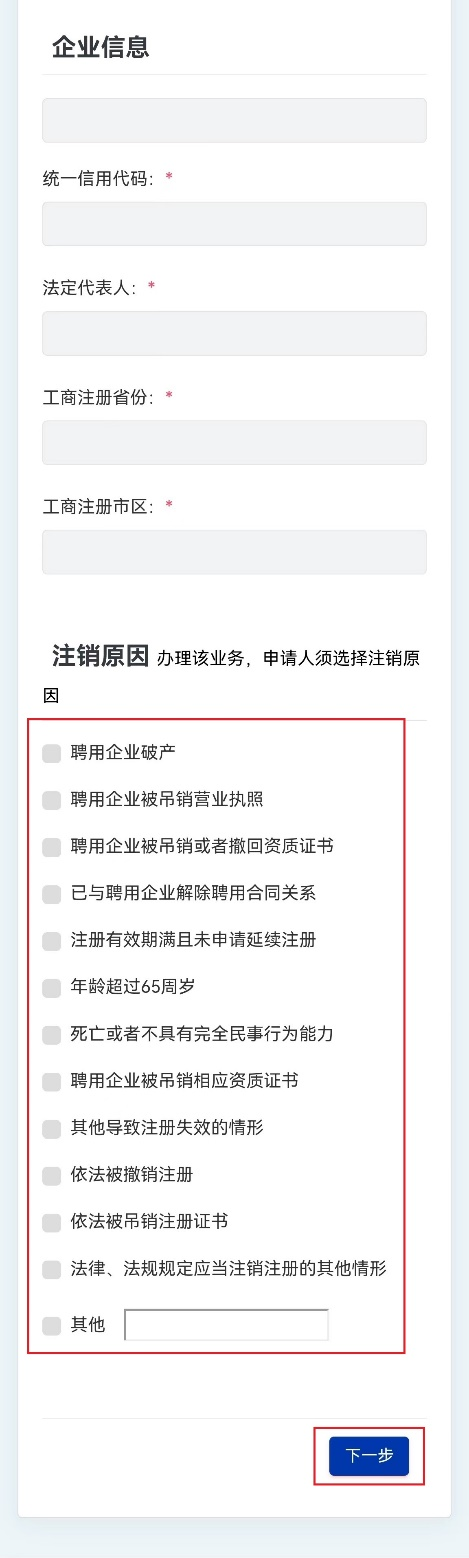 企业信息
统一信用代码： *
法定代表人： *
工商注册省份： *
工商注册市区： *
注销原因 办理该业务，申请人须选择注销原
因
聘用企业破产
聘用企业被吊销营业执照
聘用企业被吊销或者撤回资质证书
已与聘用企业解除聘用合同关系
注册有效期满且未申请延续注册
年龄超过65周岁
死亡或者不具有完全民事行为能力
聘用企业被吊销相应资质证书
其他导致注册失效的情形
依法被撤销注册
依法被吊销注册证书
法律、法规规定应当注销注册的其他情形
其他
下一步